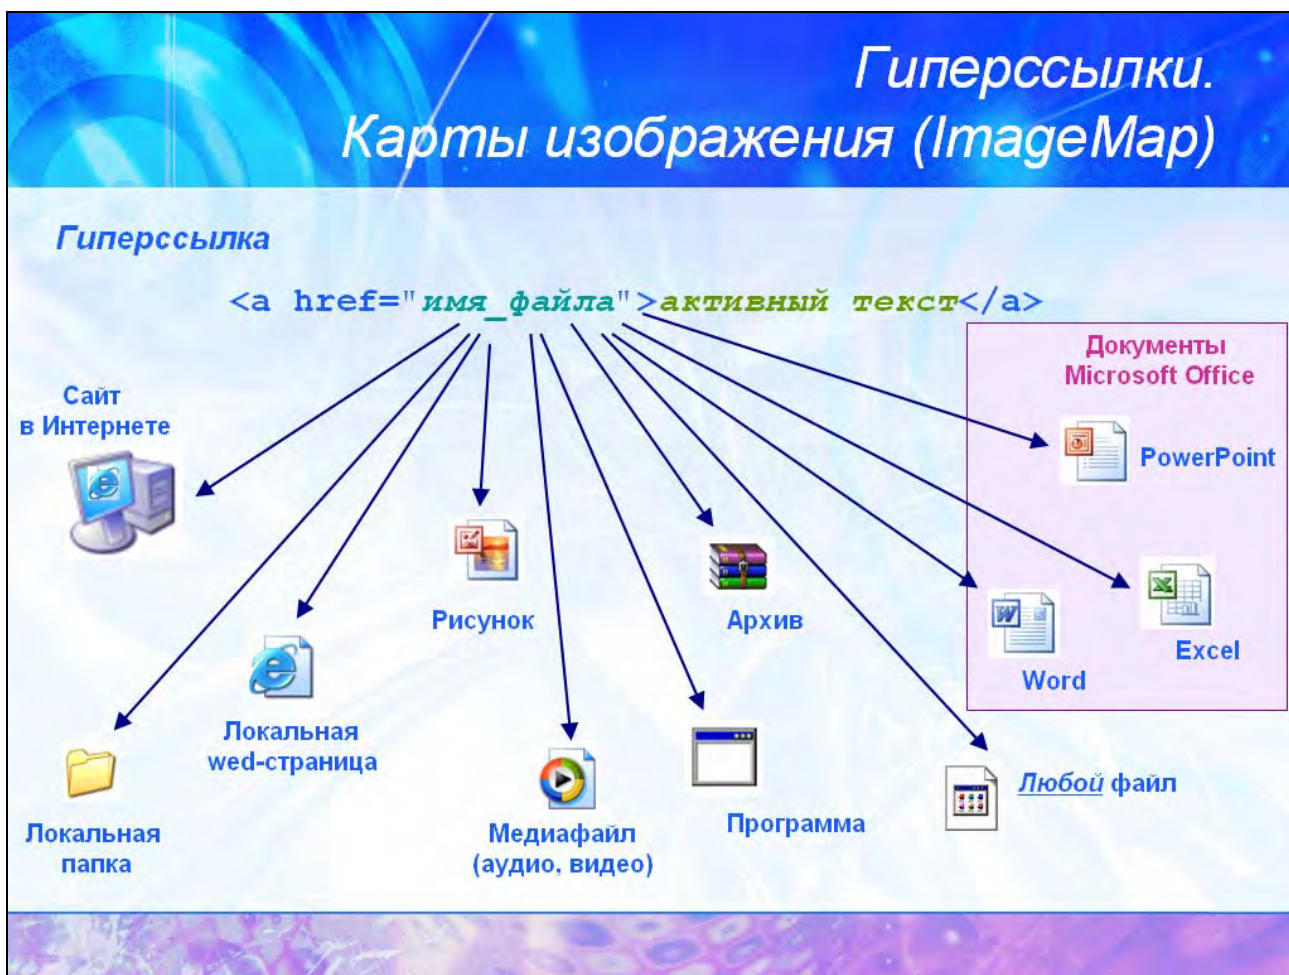 Гиперссылки.
Карты изображения (ImageMap)
Гиперссылка
<a href="имя_файла">активный текст</a>
Документы
Microsoft Office
Сайт
в Интернете
PowerPoint
Рисунок
Архив
Excel
Word
Локальная
wed-страница
Любой файл
Программа
Локальная
папка
Медиафайл
(аудио, видео)